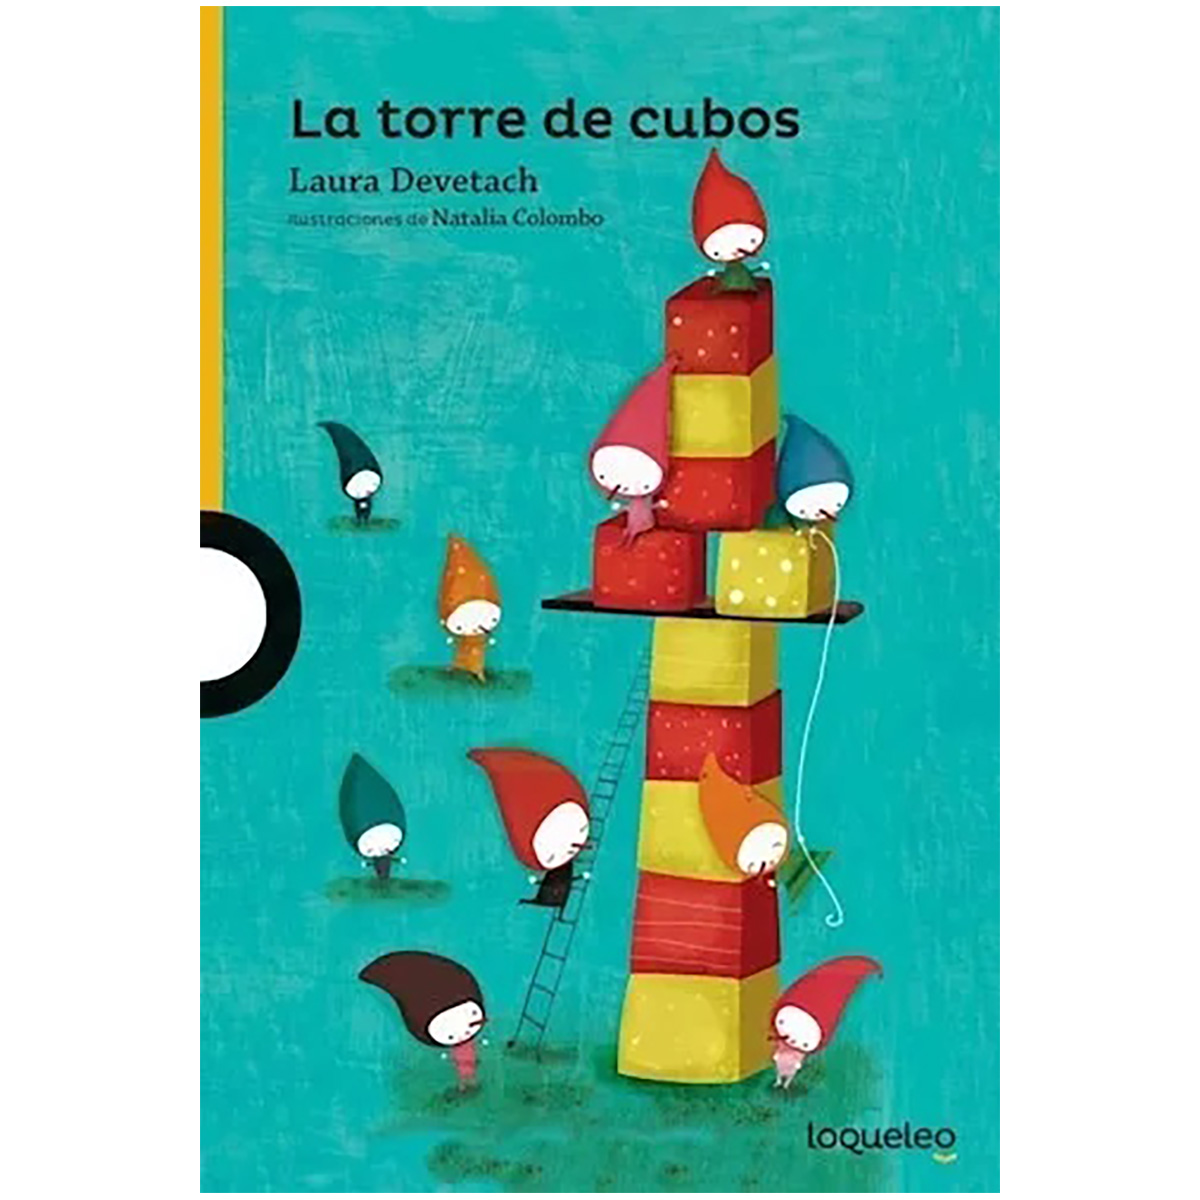 La torre de cubos
Laura Devetach
Ilustraciones de Natalia Colombo
loqueleo